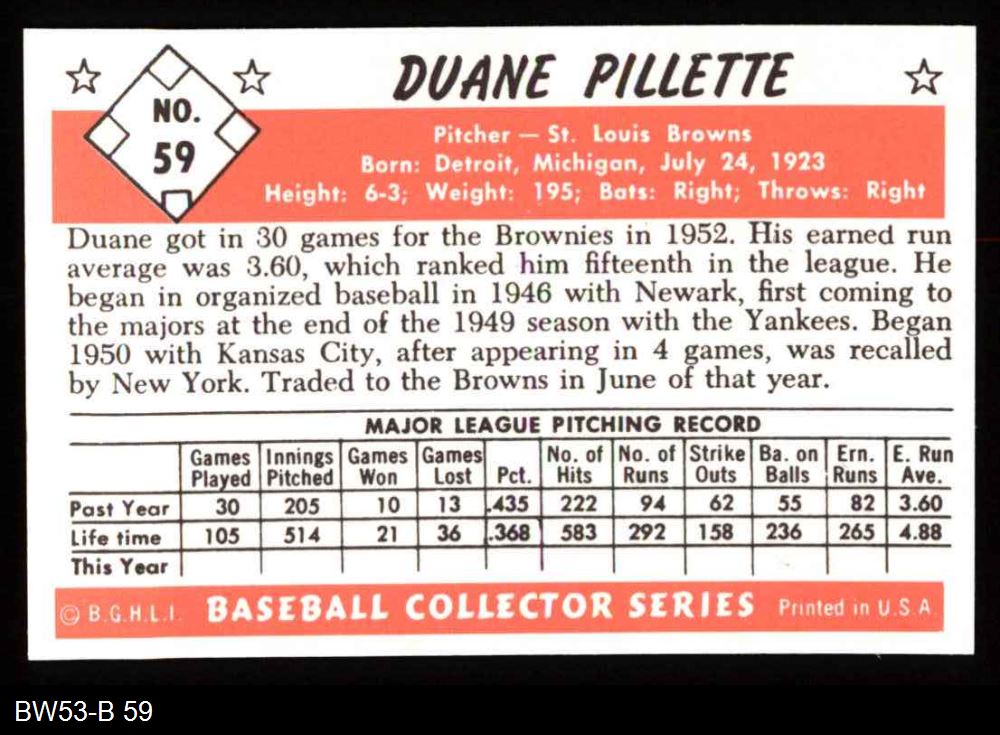 DUANE PILLETTE
NO.
59
Pitcher — St. Louis Browns
Born: Detroit, Michigan, July 24, 1923
Height: 6-3; Weight: 195; Bats: Right; Throws: Right
Duane got in 30 games for the Brownies in 1952. His earned run
average was 3.60, which ranked him fifteenth in the league. He
began in organized baseball in 1946 with Newark, first coming to
the majors at the end of the 1949 season with the Yankees. Began
1950 with Kansas City, after appearing in 4 games, was recalled
by New York. Traded to the Browns in June of that year.
MAJOR LEAGUE PITCHING RECORD
Games Innings Games Games No. of No. of Strike Ba. on Ern. E. Run
Played Pitched Won Lost Pct. Hits Runs Outs Balls Runs Ave.
Past Year 30 205 10 13 .435 222 94 62 55 82 3.60
Life time 105 514 21 36 .368 583 292 158 236 265 4.88
This Year
© B.G.H.L.I. BASEBALL COLLECTOR SERIES Printed in U.S.A.
BW53-B 59